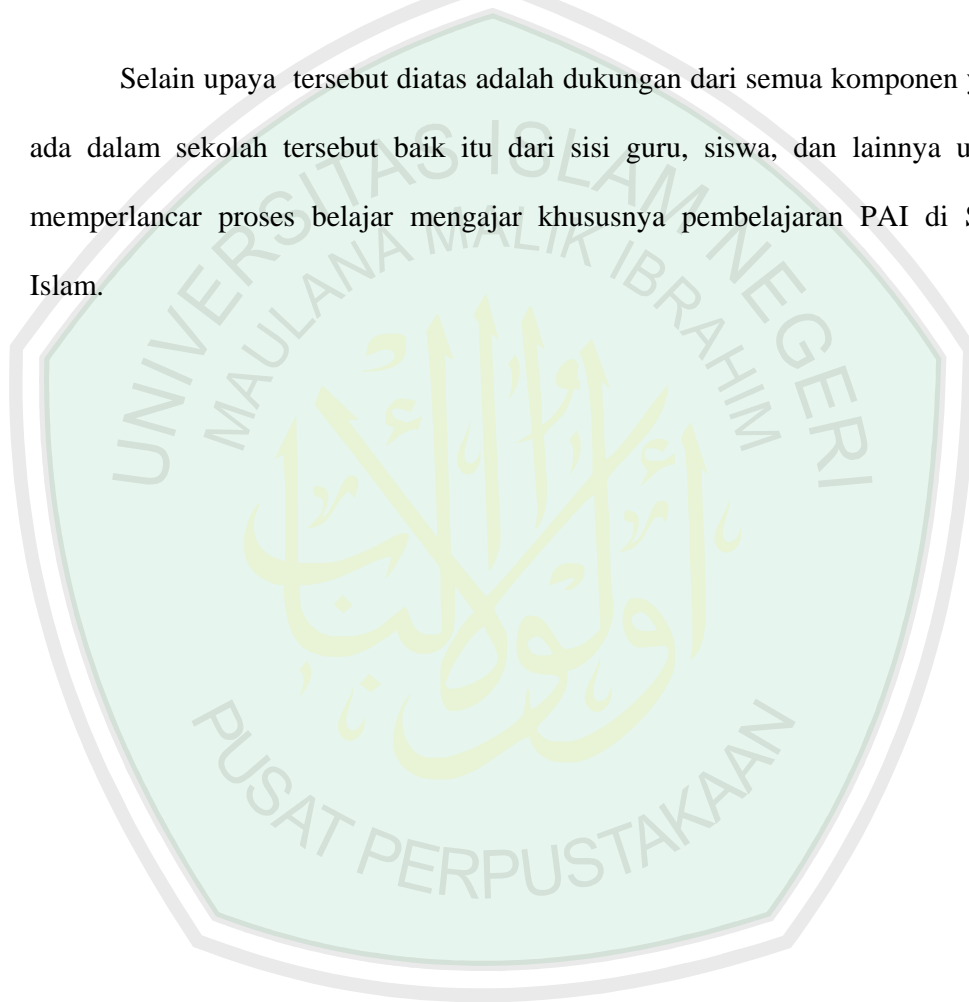 Selain upaya tersebut diatas adalah dukungan dari semua komponen y
ada dalam sekolah tersebut baik itu dari sisi guru, siswa, dan lainnya u
memperlancar proses belajar mengajar khususnya pembelajaran PAI di S
Islam.
UNIVERSITAS ISLAM NEGERI
MAULANA MALIK IBRAHIM
أولوا الألباب
PUSAT PERPUSTAKAAN